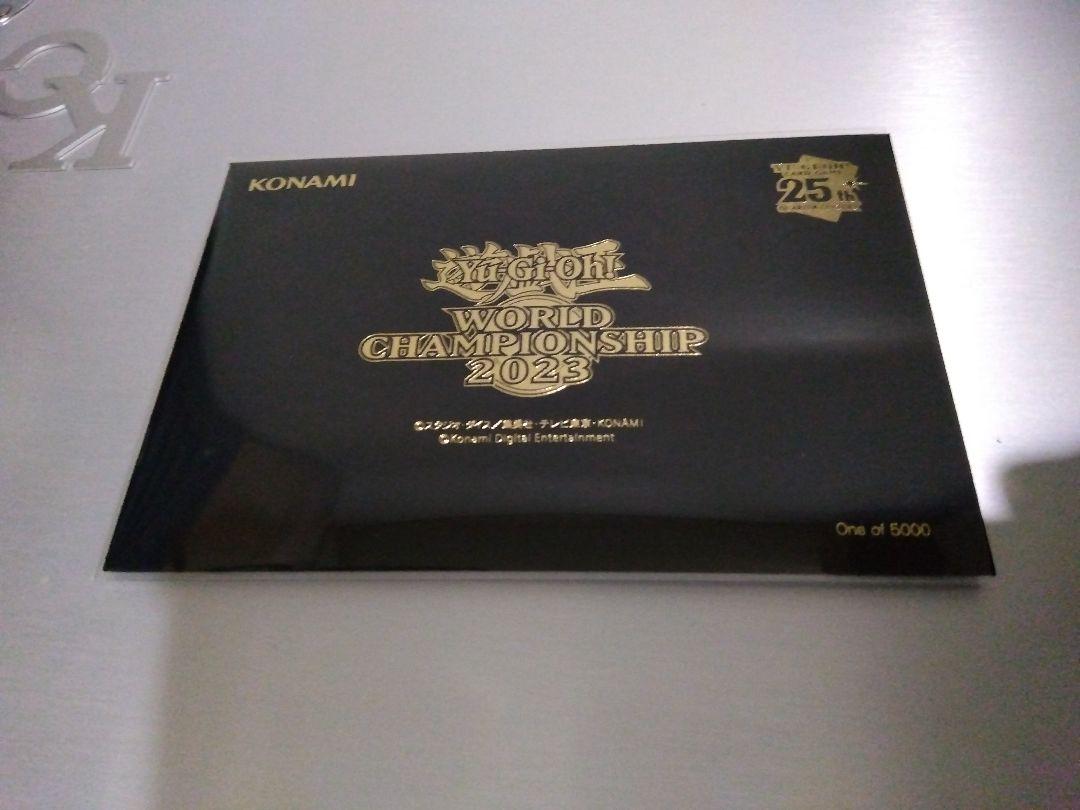 KONAMI
25th
Yu-Gi-Oh!
WORLD
CHAMPIONSHIP
2023
©スタジオ・ダイス/集英社・テレビ東京・KONAMI
©Konami Digital Entertainment
One of 5000
KC